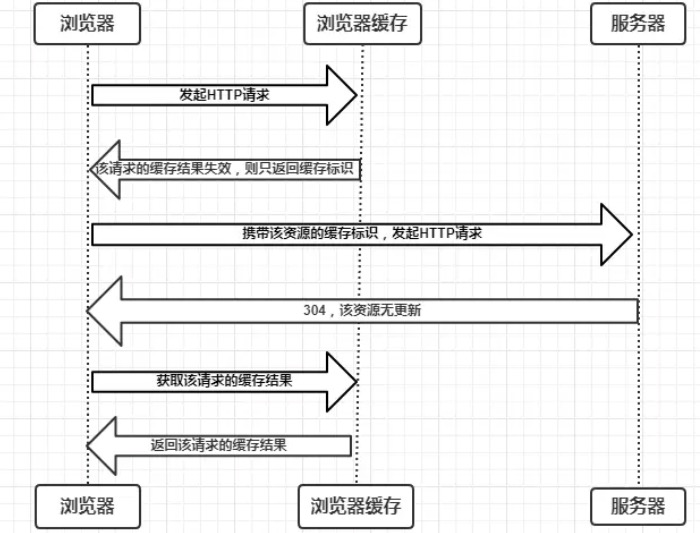 浏览器
浏览器缓存
服务器
发起HTTP请求
该请求的缓存结果失效，则只返回缓存标识
携带该资源的缓存标识，发起HTTP请求
304，该资源无更新
获取该请求的缓存结果
返回该请求的缓存结果
浏览器
浏览器缓存
服务器